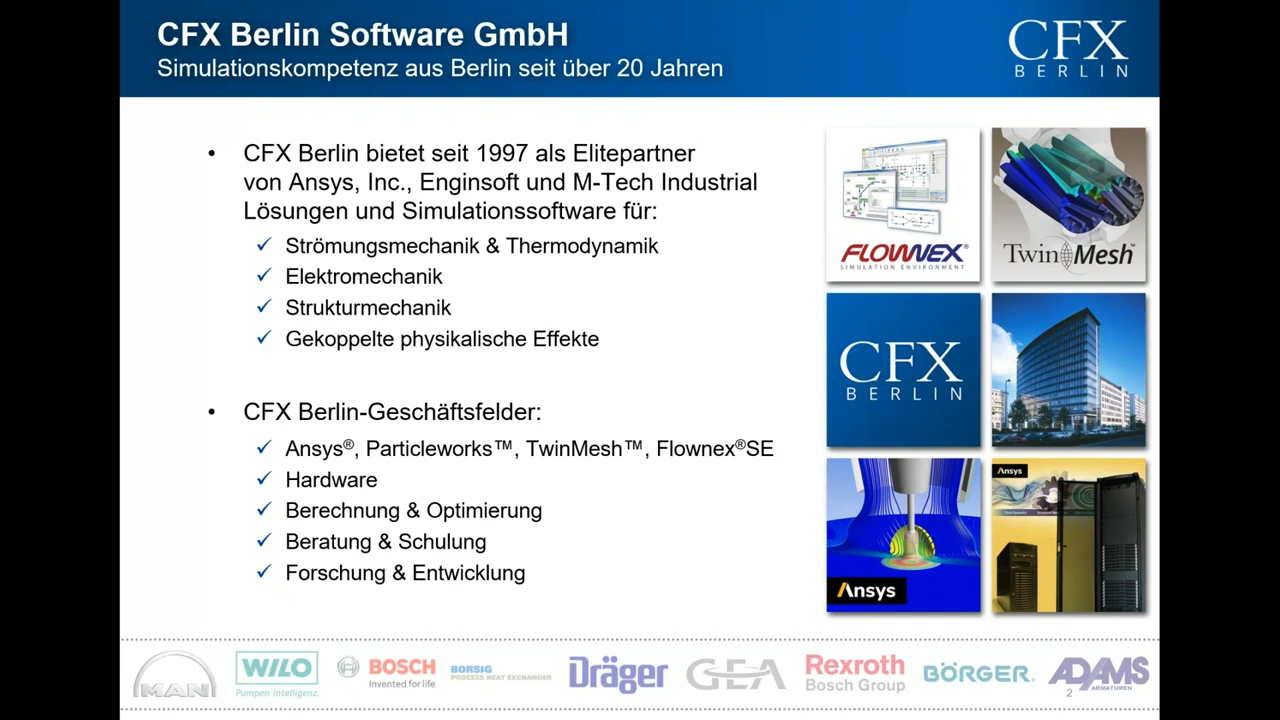 CFX Berlin Software GmbH
Simulationskompetenz aus Berlin seit über 20 Jahren
CFX
BERLIN
• CFX Berlin bietet seit 1997 als Elitepartner
von Ansys, Inc., Enginsoft und M-Tech Industrial
Lösungen und Simulationssoftware für:
✓ Strömungsmechanik & Thermodynamik
✓ Elektromechanik
✓ Strukturmechanik
✓ Gekoppelte physikalische Effekte
• CFX Berlin-Geschäftsfelder:
✓ Ansys®, Particleworks™, TwinMesh™, Flownex®SE
✓ Hardware
✓ Berechnung & Optimierung
✓ Beratung & Schulung
✓ Forschung & Entwicklung
FLOWNEX®
SIMULATION ENVIRONMENT
TwinMesh™
CFX
BERLIN
Ansys
Ansys
MAN
WILO
Pumpen Intelligenz.
BOSCH
Invented for life
BORSIG
PROCESS HEAT EXCHANGER
Dräger
GEA
Rexroth
Bosch Group
BÖRGER®
ADAMS
ARMATUREN
2